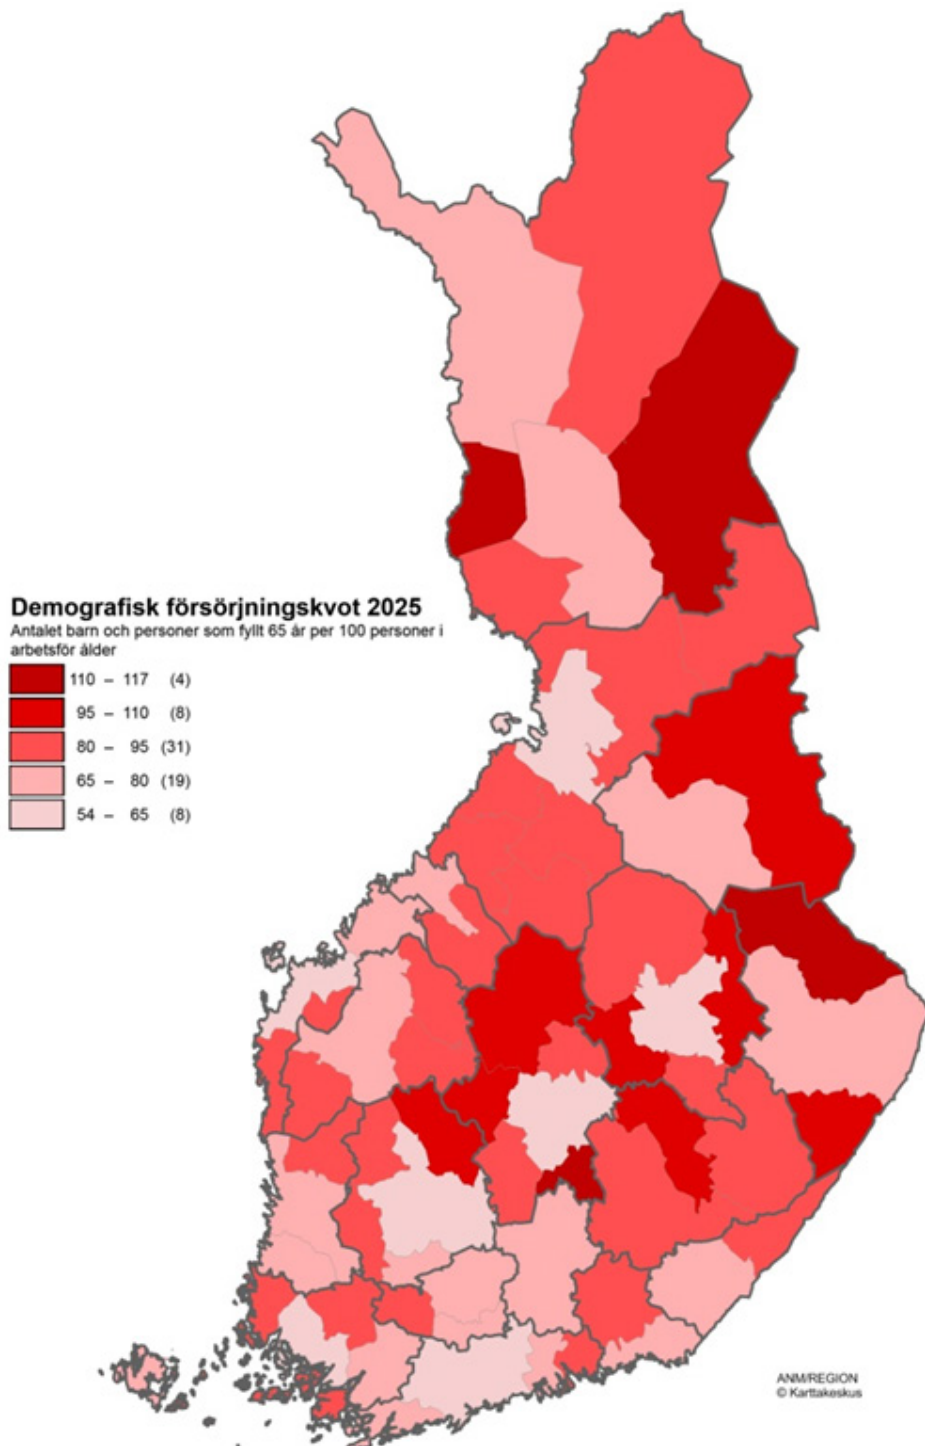 Demografisk försörjningskvot 2025
Antalet barn och personer som fyllt 65 år per 100 personer i
arbetsför ålder
110 – 117 (4)
95 – 110 (8)
80 – 95 (31)
65 – 80 (19)
54 – 65 (8)
ANM/REGION
© Karttakeskus